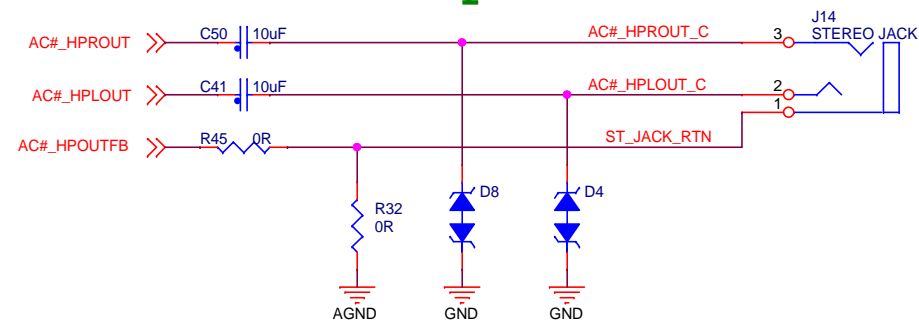 J14
STEREO JACK
AC#_HPROUT C50 10uF AC#_HPROUT_C 3
AC#_HPLOUT C41 10uF AC#_HPLOUT_C 2
1
AC#_HPOUTFB R45 0R ST_JACK_RTN
D8 D4
R32
0R
AGND GND GND